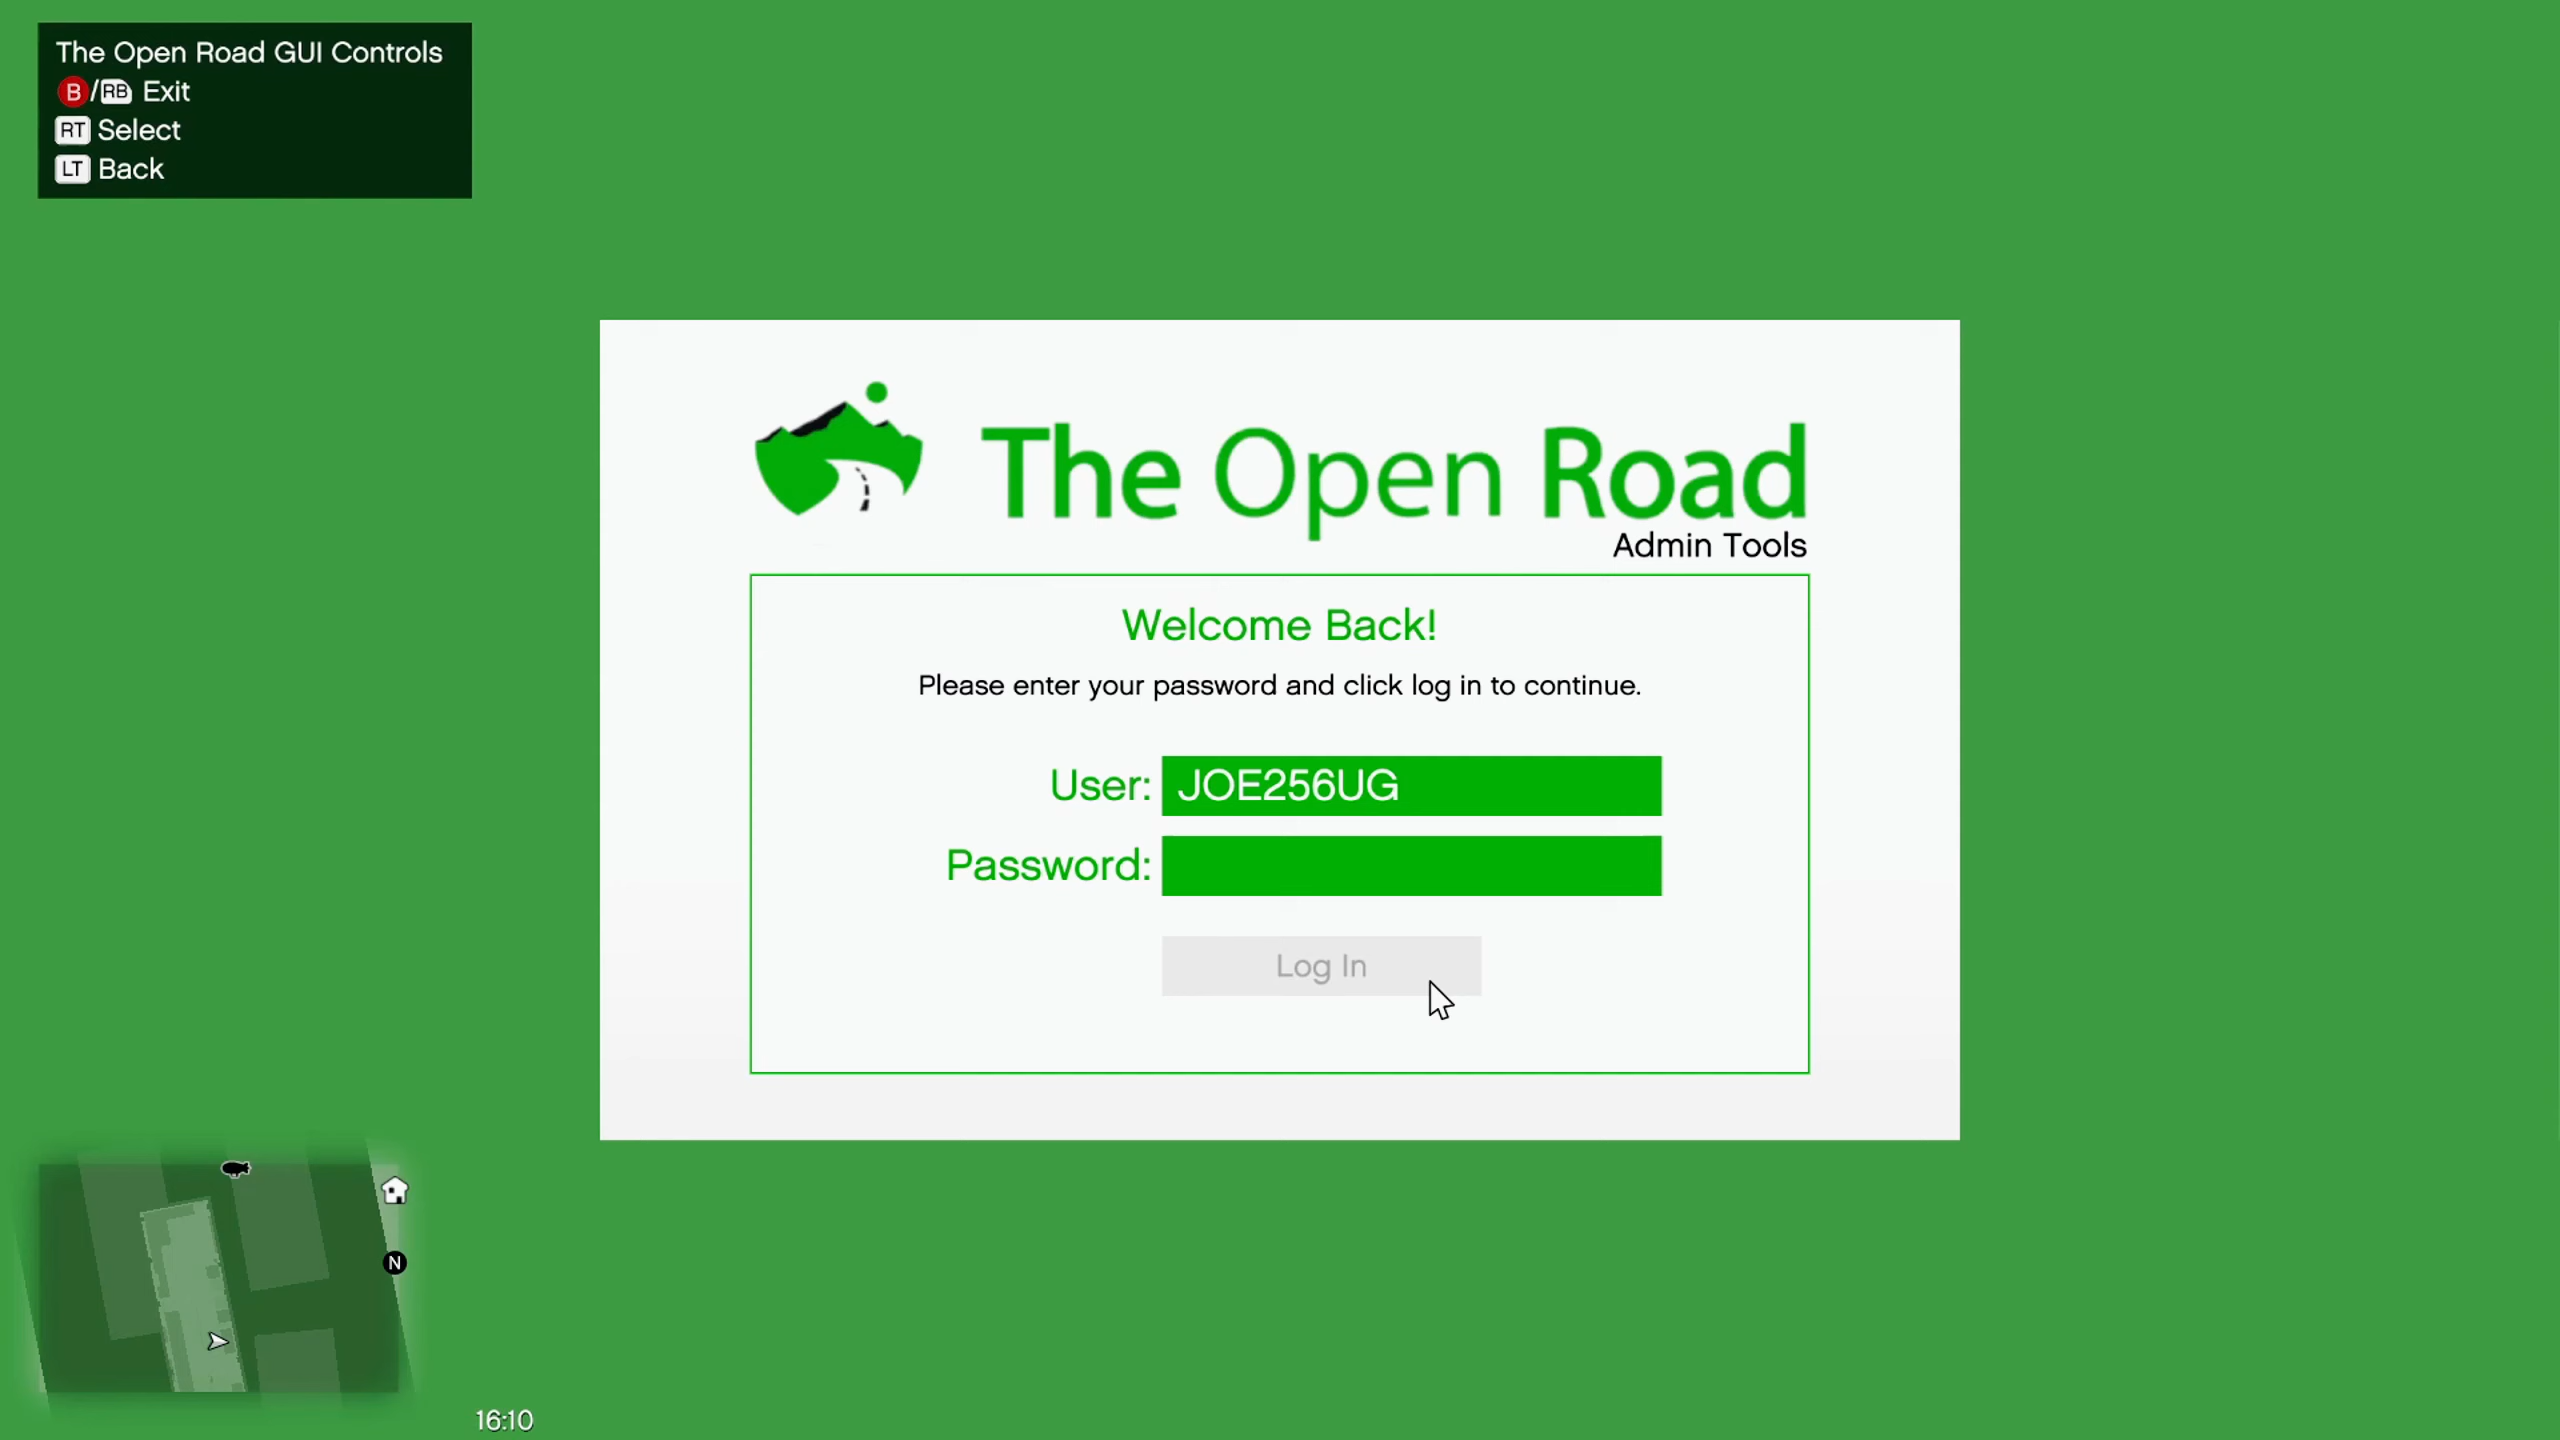 The Open Road GUI Controls
B/RB Exit
RT Select
LT Back
The Open Road
Admin Tools
Welcome Back!
Please enter your password and click log in to continue.
User: JOE256UG
Password:
Log In
N
16:10